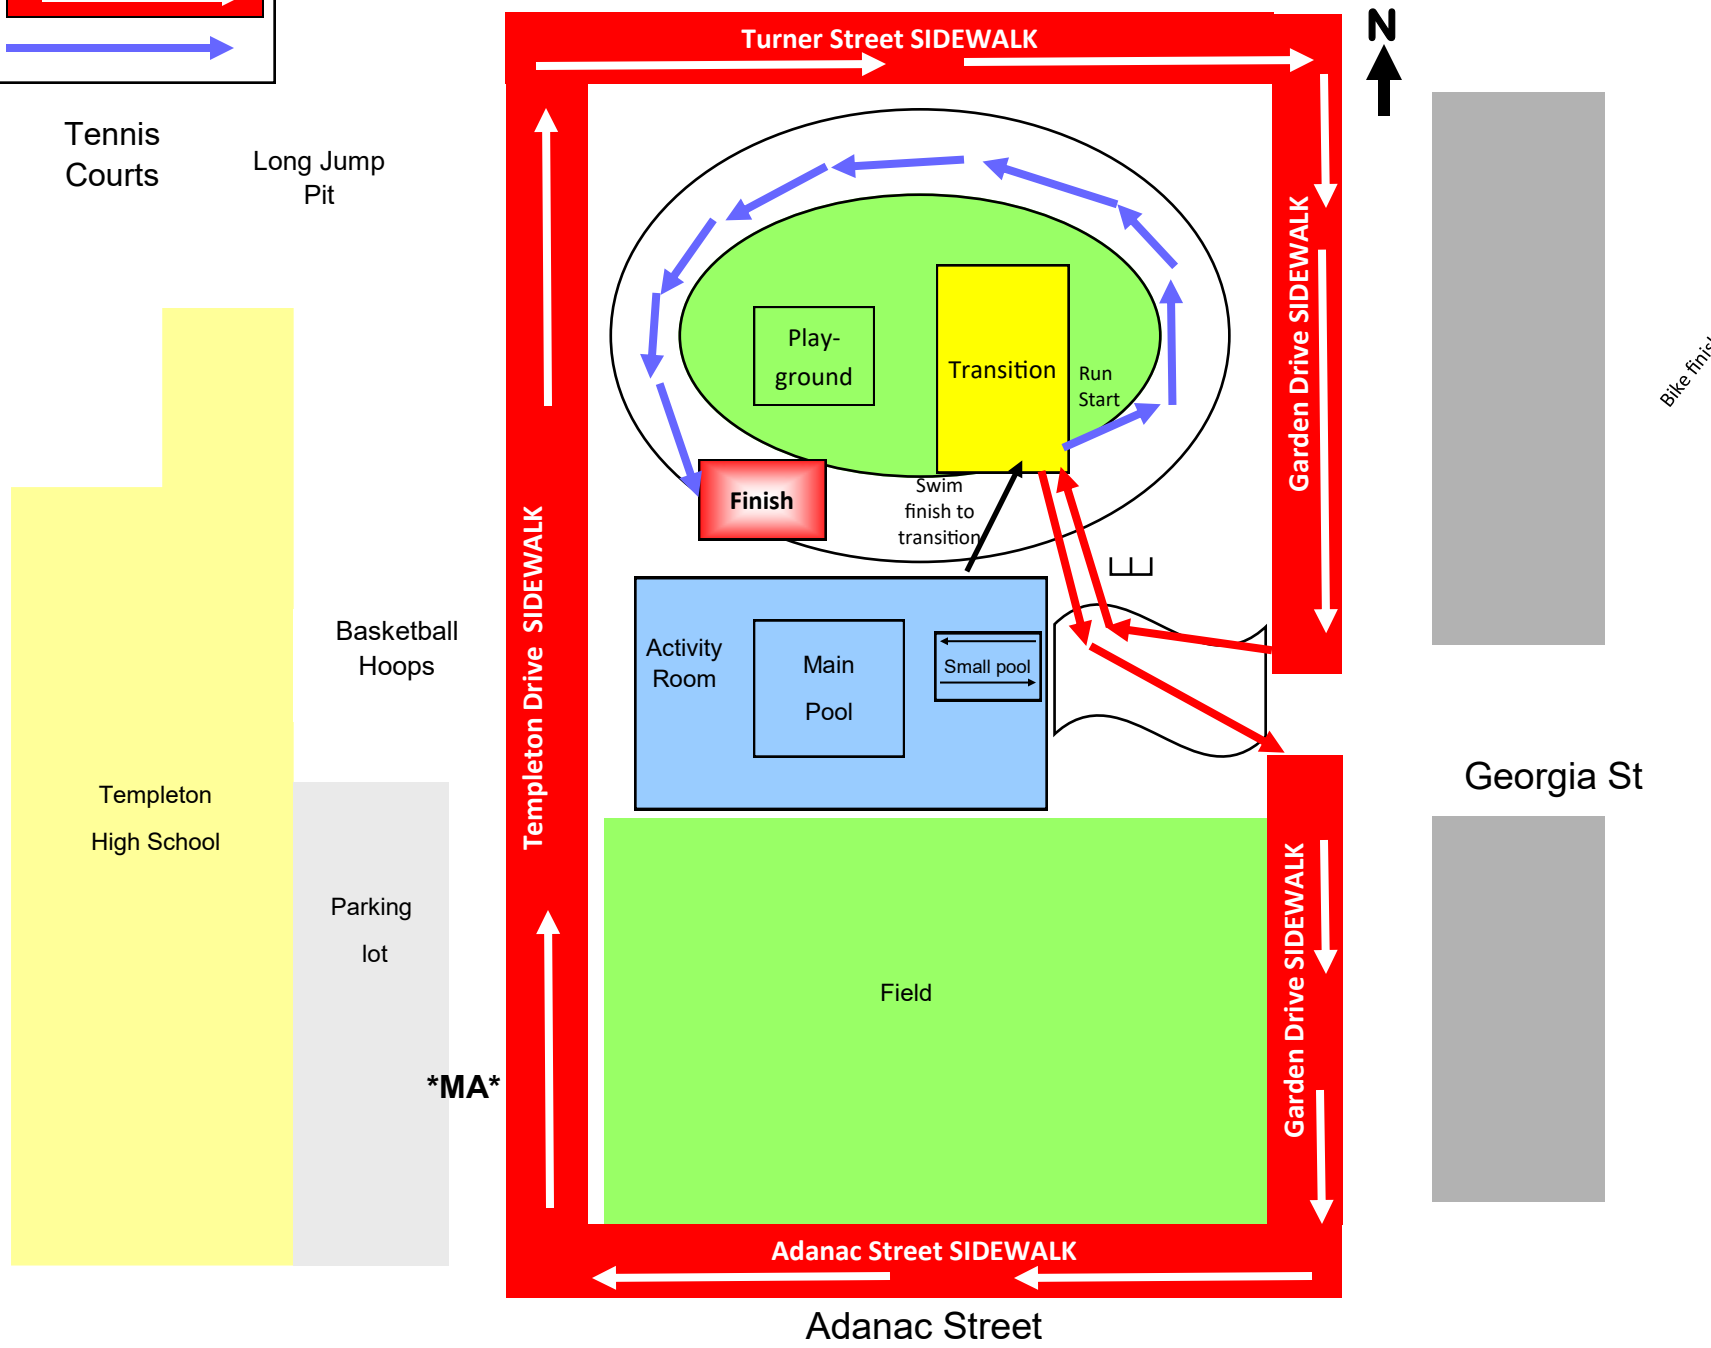 Turner Street SIDEWALK
N
Tennis
Courts
Long Jump
Pit
Garden Drive SIDEWALK
Play-
ground
Transition
Run
Start
Bike finish
Finish
Swim
finish to
transition
E
Templeton Drive SIDEWALK
Basketball
Hoops
Activity
Room
Main
Pool
Small pool
Georgia St
Templeton
High School
Parking
lot
Field
Garden Drive SIDEWALK
*MA*
Adanac Street SIDEWALK
Adanac Street